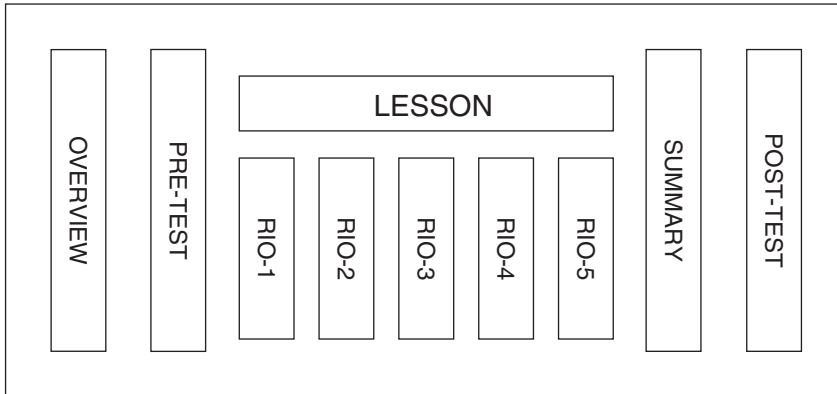 OVERVIEW
PRE-TEST
LESSON
RIO-1
RIO-2
RIO-3
RIO-4
RIO-5
SUMMARY
POST-TEST